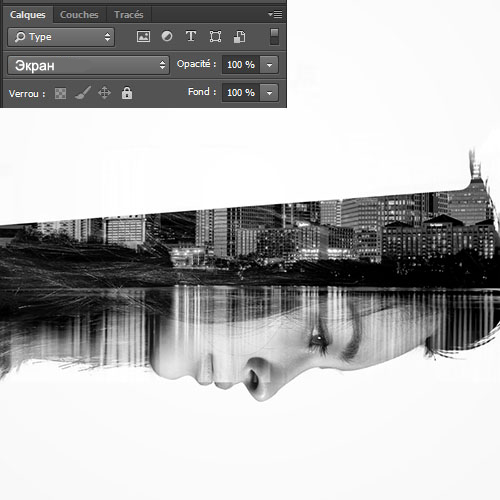 Calques Couches Tracés
Type
Экран Opacité : 100 %
Verrou : Fond : 100 %